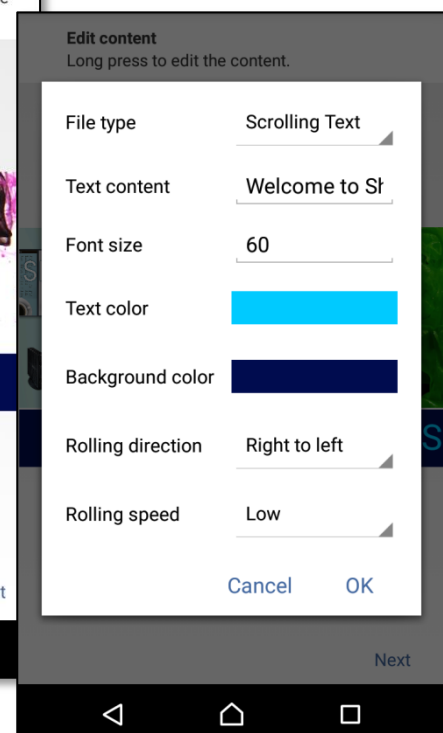 Edit content
Long press to edit the content.
File type Scrolling Text
Text content Welcome to Sh
Font size 60
Text color
Background color
Rolling direction Right to left
Rolling speed Low
Cancel OK
Next